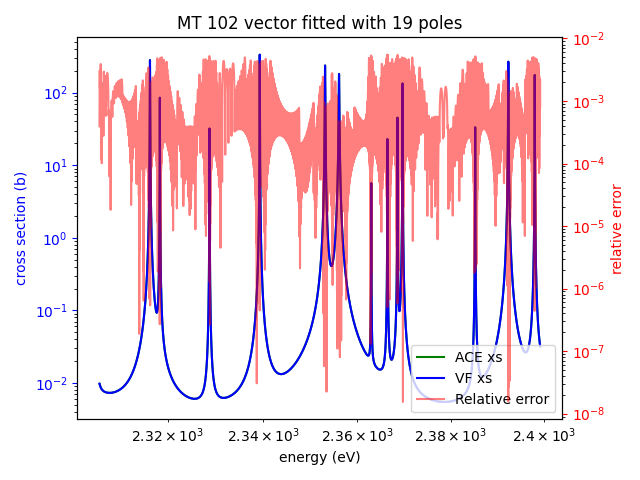 MT 102 vector fitted with 19 poles
cross section (b)
10²
10¹
10⁰
10⁻¹
10⁻²
10⁻²
10⁻³
10⁻⁴
10⁻⁵
10⁻⁶
10⁻⁷
10⁻⁸
relative error
ACE xs
VF xs
Relative error
2.32 × 10³ 2.34 × 10³ 2.36 × 10³ 2.38 × 10³ 2.4 × 10³
energy (eV)